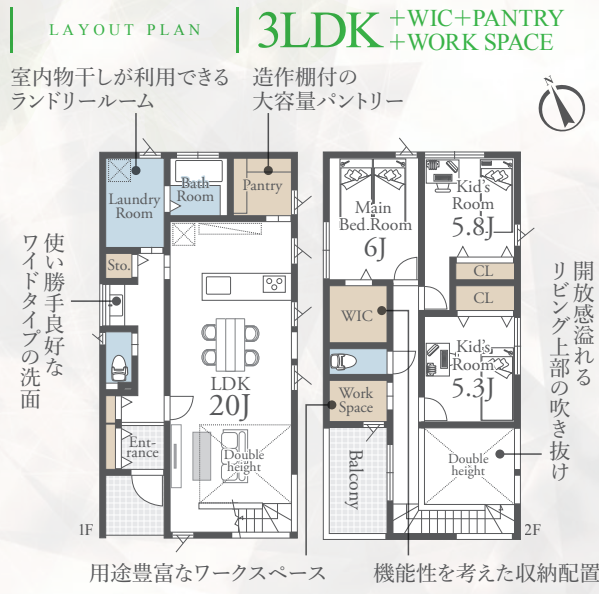 LAYOUT PLAN
3LDK +WIC+PANTRY
+WORK SPACE
室内物干しが利用できる
ランドリールーム
造作棚付の
大容量パントリー
N
Laundry
Room
Bath
Room
Pantry
Sto.
使い勝手良好な
ワイドタイプの洗面
LDK
20J
Double
height
Ent-
rance
1F
Main
Bed.Room
6J
Kid's
Room
5.8J
CL
CL
WIC
Kid's
Room
5.3J
Work
Space
Balcony
Double
height
2F
開放感溢れる
リビング上部の吹き抜け
用途豊富なワークスペース
機能性を考えた収納配置